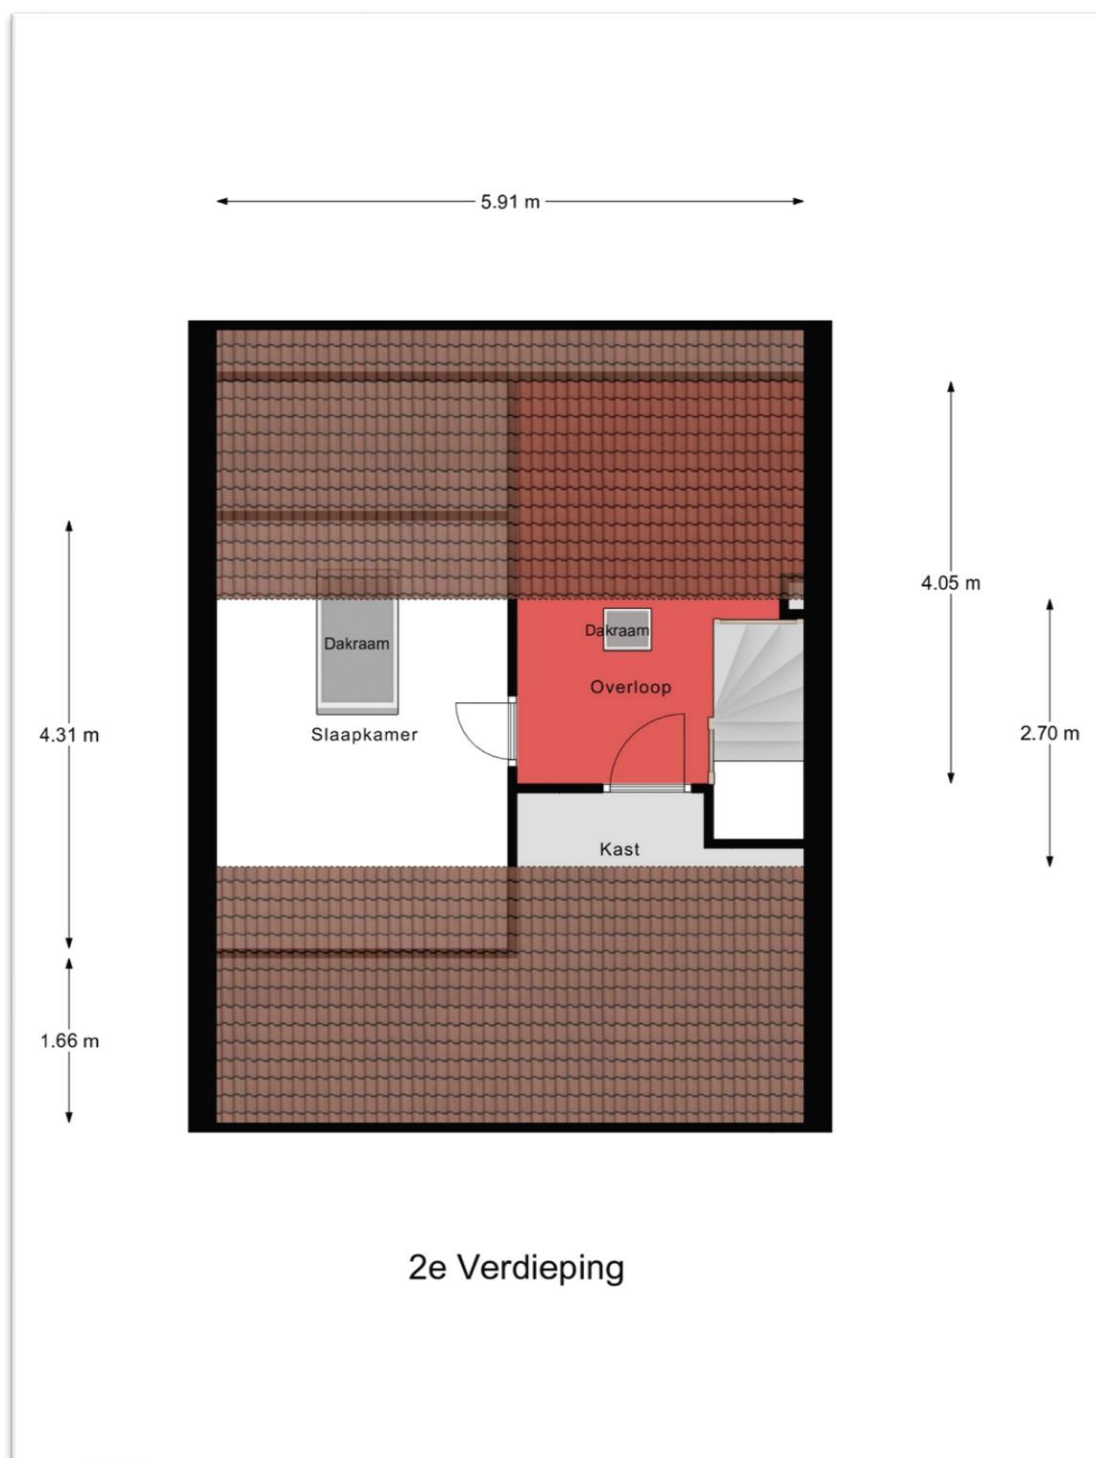 5.91 m
4.05 m
Dakraam
Dakraam
Overloop
Slaapkamer
4.31 m
2.70 m
Kast
1.66 m
2e Verdieping